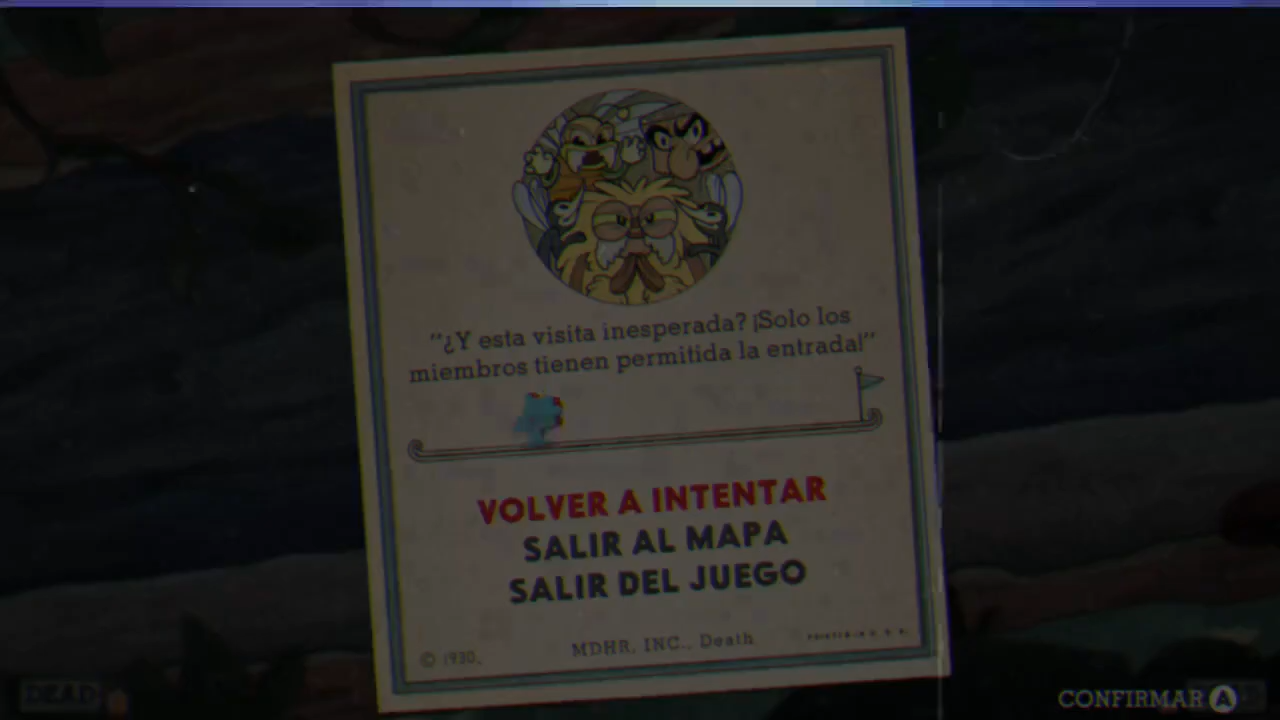 “¿Y esta visita inesperada? ¡Solo los
miembros tienen permitida la entrada!”
VOLVER A INTENTAR
SALIR AL MAPA
SALIR DEL JUEGO
© 1930.
MDHR, INC., Death
DEAD
CONFIRMAR A